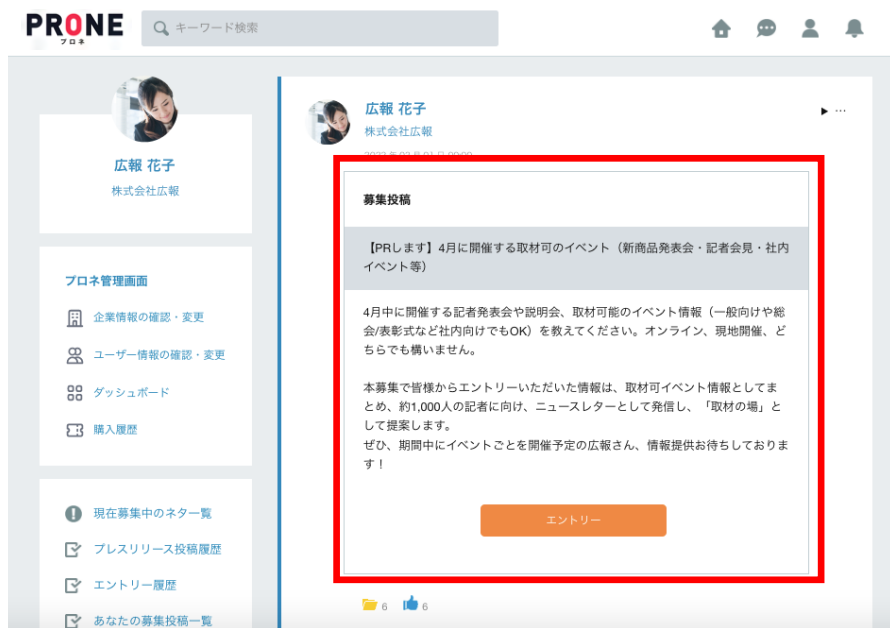 PRONE
プロネ
キーワード検索
広報 花子
株式会社広報
プロネ管理画面
企業情報の確認・変更
ユーザー情報の確認・変更
ダッシュボード
購入履歴
現在募集中のネタ一覧
プレスリリース投稿履歴
エントリー履歴
あなたの募集投稿一覧
広報 花子
株式会社広報
募集投稿
【PRします】4月に開催する取材可のイベント（新商品発表会・記者会見・社内
イベント等）
4月中に開催する記者発表会や説明会、取材可能のイベント情報（一般向けや総
会/表彰式など社内向けでもOK）を教えてください。オンライン、現地開催、ど
ちらでも構いません。
本募集で皆様からエントリーいただいた情報は、取材可イベント情報としてま
とめ、約1,000人の記者に向け、ニュースレターとして発信し、「取材の場」と
して提案します。
ぜひ、期間中にイベントごとを開催予定の広報さん、情報提供お待ちしておりま
す！
エントリー
6
6